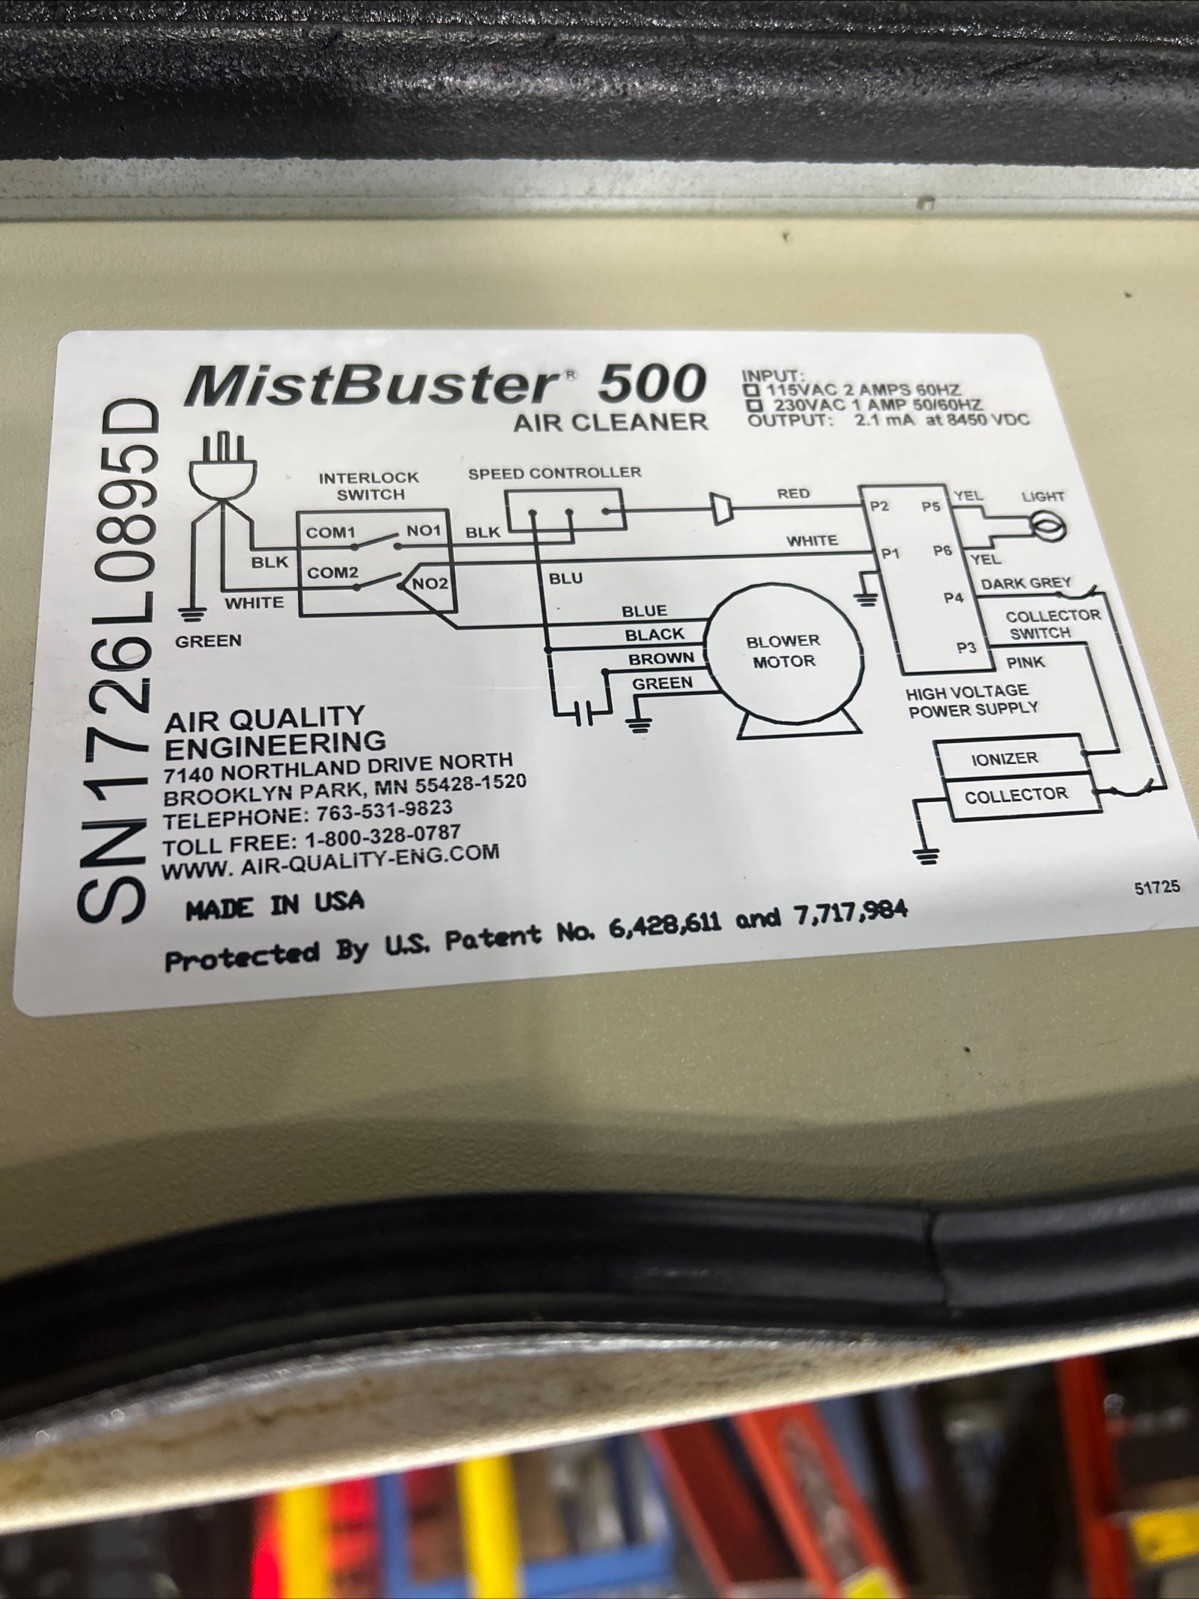 SN1726L0895D
MistBuster® 500
AIR CLEANER
INPUT:
115VAC 2 AMPS 60HZ
230VAC 1 AMP 50/60HZ
OUTPUT: 2.1 mA at 8450 VDC
INTERLOCK
SWITCH
SPEED CONTROLLER
COM1
NO1
BLK
BLK
COM2
NO2
WHITE
GREEN
BLU
RED
WHITE
P2
P5
YEL
LIGHT
P1
P6
YEL
P4
DARK GREY
COLLECTOR
SWITCH
P3
PINK
BLUE
BLACK
BROWN
GREEN
BLOWER
MOTOR
HIGH VOLTAGE
POWER SUPPLY
IONIZER
COLLECTOR
AIR QUALITY
ENGINEERING
7140 NORTHLAND DRIVE NORTH
BROOKLYN PARK, MN 55428-1520
TELEPHONE: 763-531-9823
TOLL FREE: 1-800-328-0787
WWW. AIR-QUALITY-ENG.COM
MADE IN USA
51725
Protected By U.S. Patent No. 6,428,611 and 7,717,984